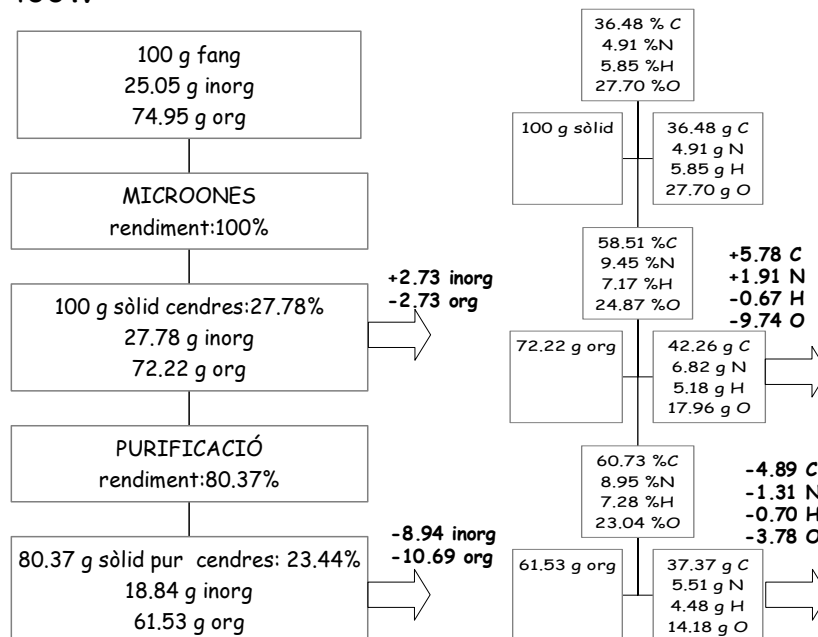 100 g fang
25.05 g inorg
74.95 g org
MICROONES
rendiment:100%
100 g sòlid cendres:27.78%
27.78 g inorg
72.22 g org
+2.73 inorg
-2.73 org
PURIFICACIÓ
rendiment:80.37%
80.37 g sòlid pur cendres: 23.44%
18.84 g inorg
61.53 g org
-8.94 inorg
-10.69 org
36.48 % C
4.91 %N
5.85 %H
27.70 %O
100 g sòlid
36.48 g C
4.91 g N
5.85 g H
27.70 g O
58.51 %C
9.45 %N
7.17 %H
24.87 %O
+5.78 C
+1.91 N
-0.67 H
-9.74 O
72.22 g org
42.26 g C
6.82 g N
5.18 g H
17.96 g O
60.73 %C
8.95 %N
7.28 %H
23.04 %O
-4.89 C
-1.31 N
-0.70 H
-3.78 O
61.53 g org
37.37 g C
5.51 g N
4.48 g H
14.18 g O